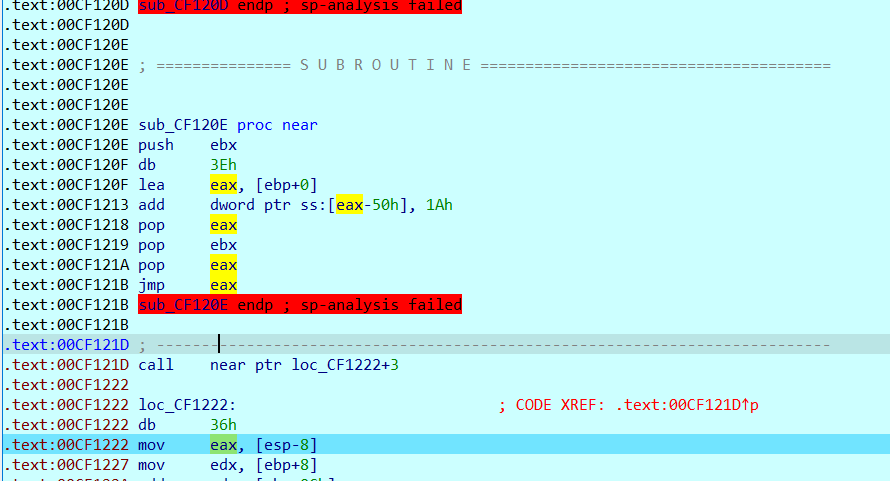 .text:00CF120D sub_CF120D endp ; sp-analysis failed
.text:00CF120D
.text:00CF120E
.text:00CF120E ; =============== S U B R O U T I N E =======================================
.text:00CF120E
.text:00CF120E
.text:00CF120E sub_CF120E proc near
.text:00CF120E push ebx
.text:00CF120F db 3Eh
.text:00CF120F lea eax, [ebp+0]
.text:00CF1213 add dword ptr ss:[eax-50h], 1Ah
.text:00CF1218 pop eax
.text:00CF1219 pop ebx
.text:00CF121A pop eax
.text:00CF121B jmp eax
.text:00CF121B sub_CF120E endp ; sp-analysis failed
.text:00CF121B
.text:00CF121D ; ---------------------------------------------------------------------------
.text:00CF121D call near ptr loc_CF1222+3
.text:00CF1222
.text:00CF1222 loc_CF1222: ; CODE XREF: .text:00CF121D↑p
.text:00CF1222 db 36h
.text:00CF1222 mov eax, [esp-8]
.text:00CF1227 mov edx, [ebp+8]